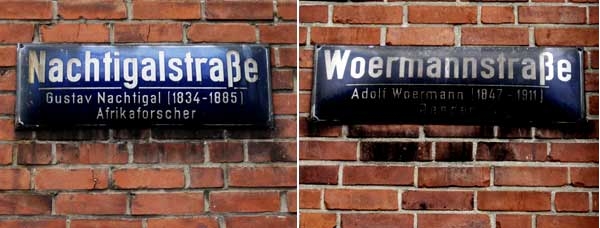 Nachtigalstraße
Gustav Nachtigal (1834-1885)
Afrikaforscher
Woermannstraße
Adolf Woermann (1847 - 1911)